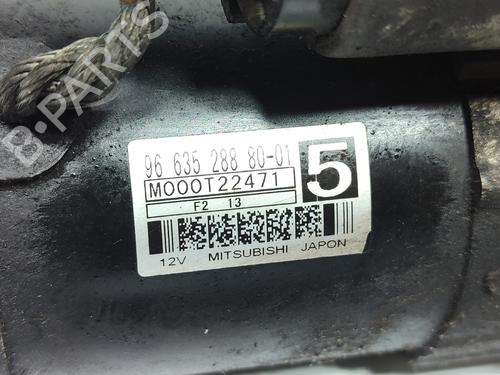 B-PARTS
96 635 288 80-01
M000T22471
5
F2 13
12V MITSUBISHI JAPON